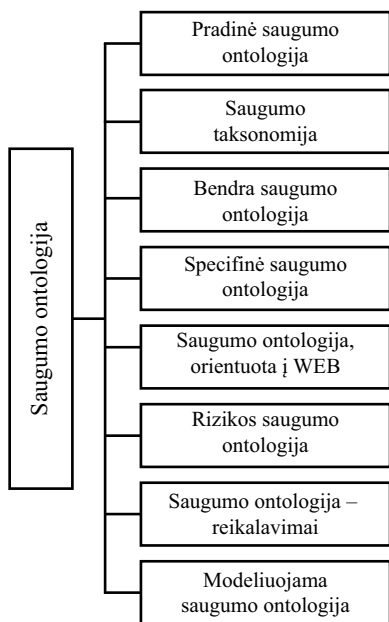 Saugumo ontologija
Pradinė saugumo
ontologija
Saugumo
taksonomija
Bendra saugumo
ontologija
Specifinė saugumo
ontologija
Saugumo ontologija,
orientuota į WEB
Rizikos saugumo
ontologija
Saugumo ontologija –
reikalavimai
Modeliuojama
saugumo ontologija